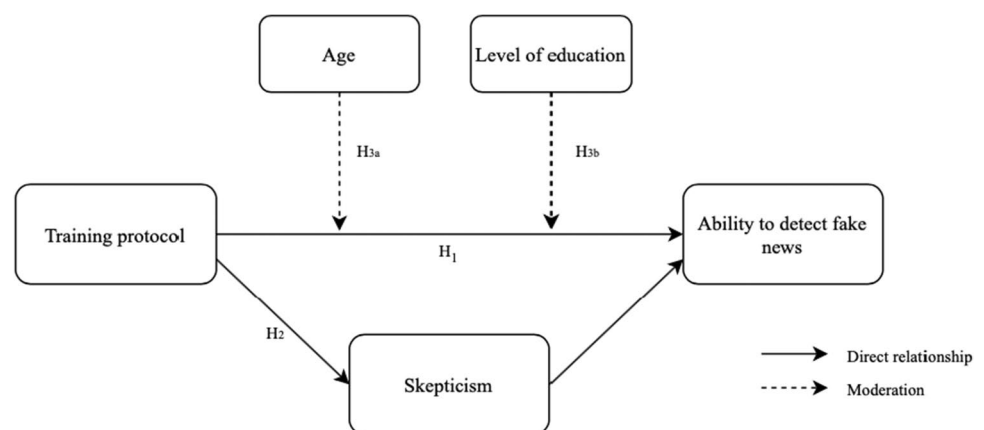 Age
Level of education
H3a
H3b
Training protocol
Ability to detect fake
news
H1
H2
Skepticism
Direct relationship
Moderation